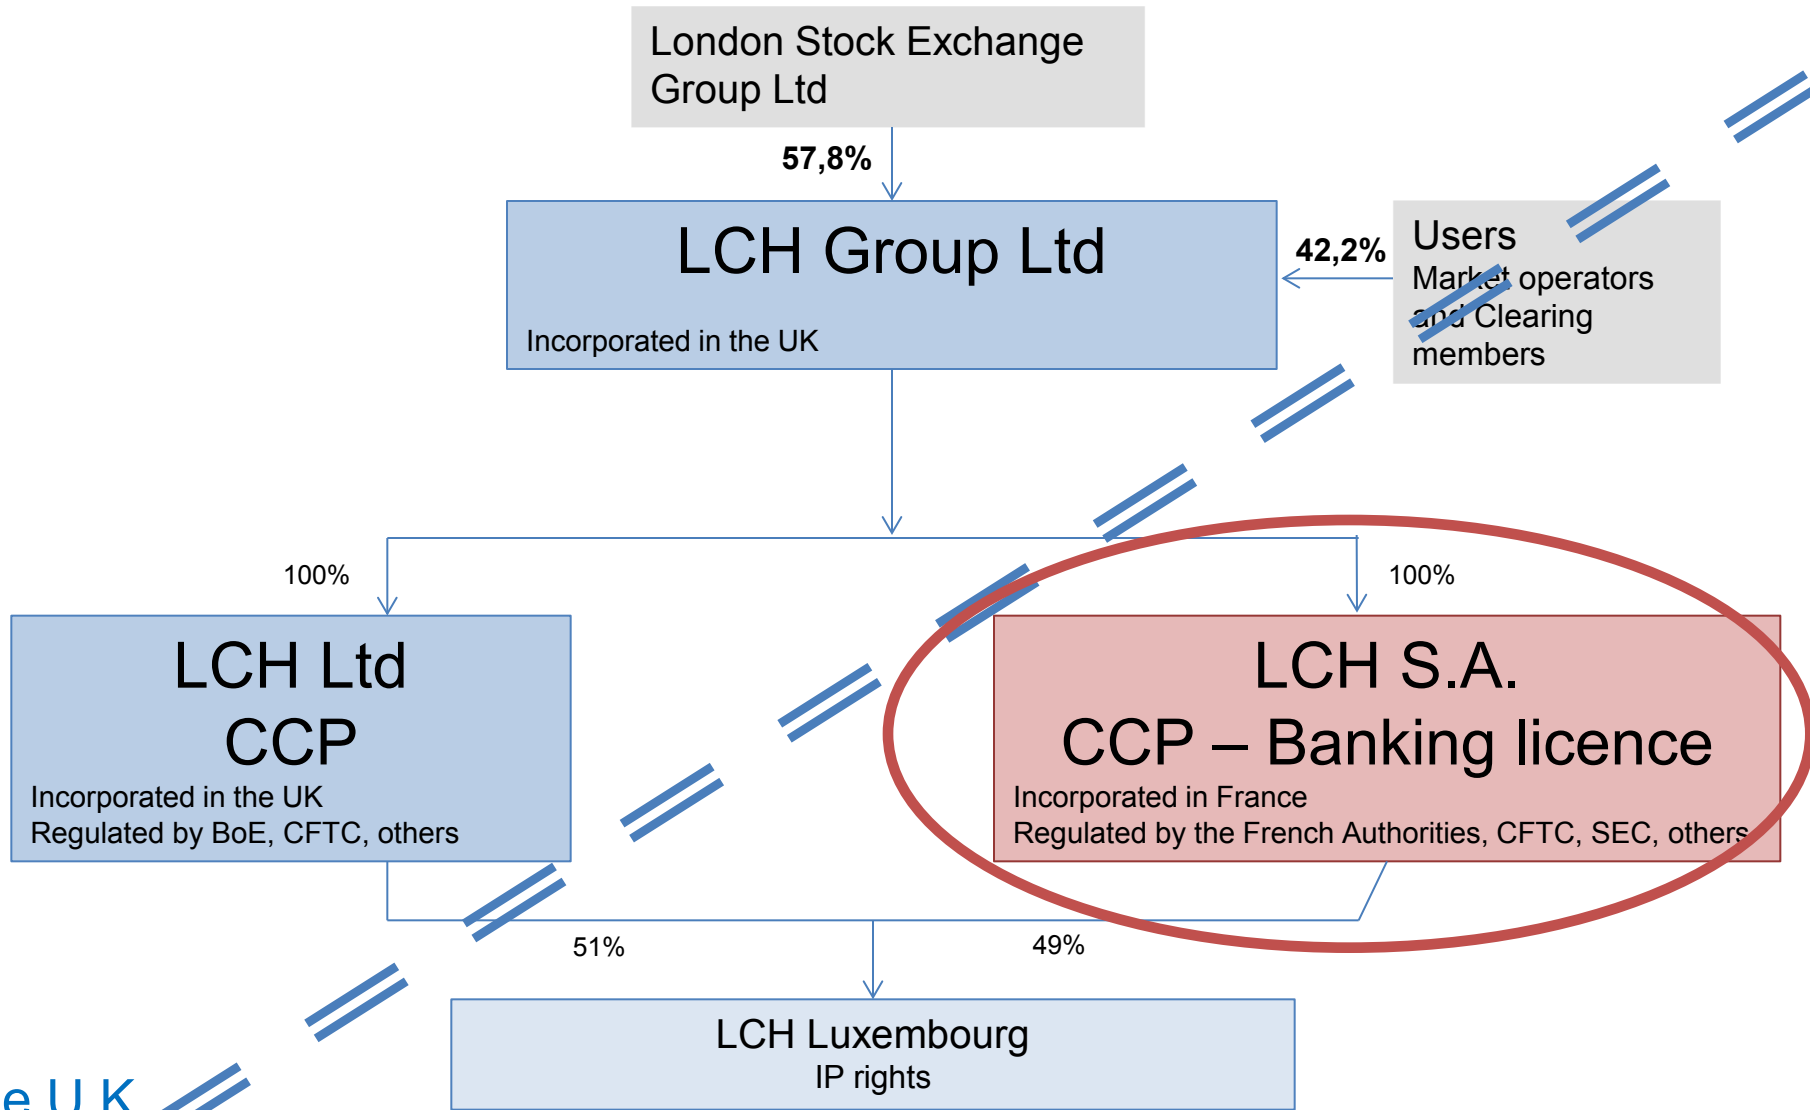 London Stock Exchange
Group Ltd
57,8%
LCH Group Ltd
Incorporated in the UK
42,2%
Users
Market operators
and Clearing
members
100%
100%
LCH Ltd
CCP
Incorporated in the UK
Regulated by BoE, CFTC, others
LCH S.A.
CCP – Banking licence
Incorporated in France
Regulated by the French Authorities, CFTC, SEC, others
51%
49%
LCH Luxembourg
IP rights
e U K